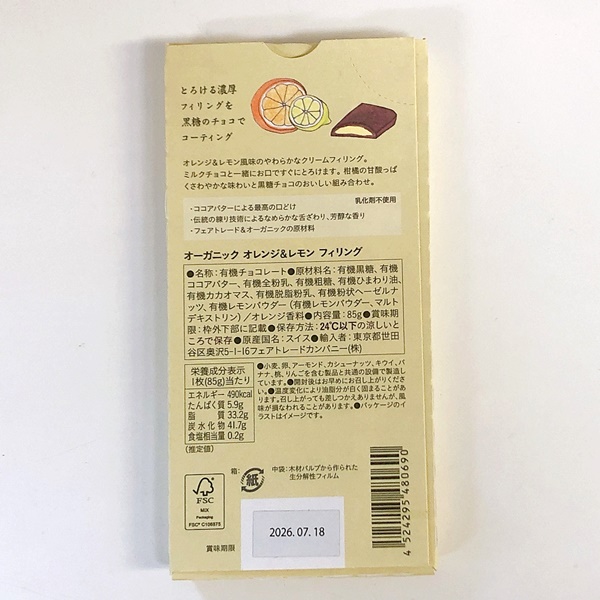 とろける濃厚
フィリングを
黒糖のチョコで
コーティング
オレンジ&レモン風味のやわらかなクリームフィリング。
ミルクチョコと一緒にお口ですぐにとろけます。柑橘の甘酸っぱ
くさわやかな味わいと黒糖チョコのおいしい組み合わせ。
乳化剤不使用
・ココアバターによる最高の口どけ
・伝統の練り技術によるなめらかな舌ざわり、芳醇な香り
・フェアトレード&オーガニックの原材料
オーガニック オレンジ&レモン フィリング
●名称:有機チョコレート●原材料名:有機黒糖、有機
ココアバター、有機全粉乳、有機粗糖、有機ひまわり油、
有機カカオマス、有機脱脂粉乳、有機粉状ヘーゼルナ
ッツ、有機レモンパウダー(有機レモンパウダー、マルト
デキストリン)/オレンジ香料●内容量:85g●賞味期
限:枠外下部に記載●保存方法:24℃以下の涼しいと
ころで保存●原産国名:スイス●輸入者:東京都世田
谷区奥沢5-1-16フェアトレードカンパニー(株)
栄養成分表示
1枚(85g)当たり
エネルギー 490kcal
たんぱく質 5.9g
脂質 33.2g
炭水化物 41.7g
食塩相当量 0.2g
(推定値)
●小麦、卵、アーモンド、カシューナッツ、キウイ、バ
ナナ、桃、りんごを含む製品と共通の設備で製造し
ています。●開封後はお早めにお召し上がりくださ
い。●温度変化により油脂分が白く固まることがあり
ます。召し上がっても差しつかえありませんが、風
味が損なわれることがあります。●パッケージのイ
ラストはイメージです。
箱:
紙
中袋:木材パルプから作られた
生分解性フィルム
FSC
MIX
Packaging
FSC® C106575
賞味期限
2026.07.18
4 524295 480690